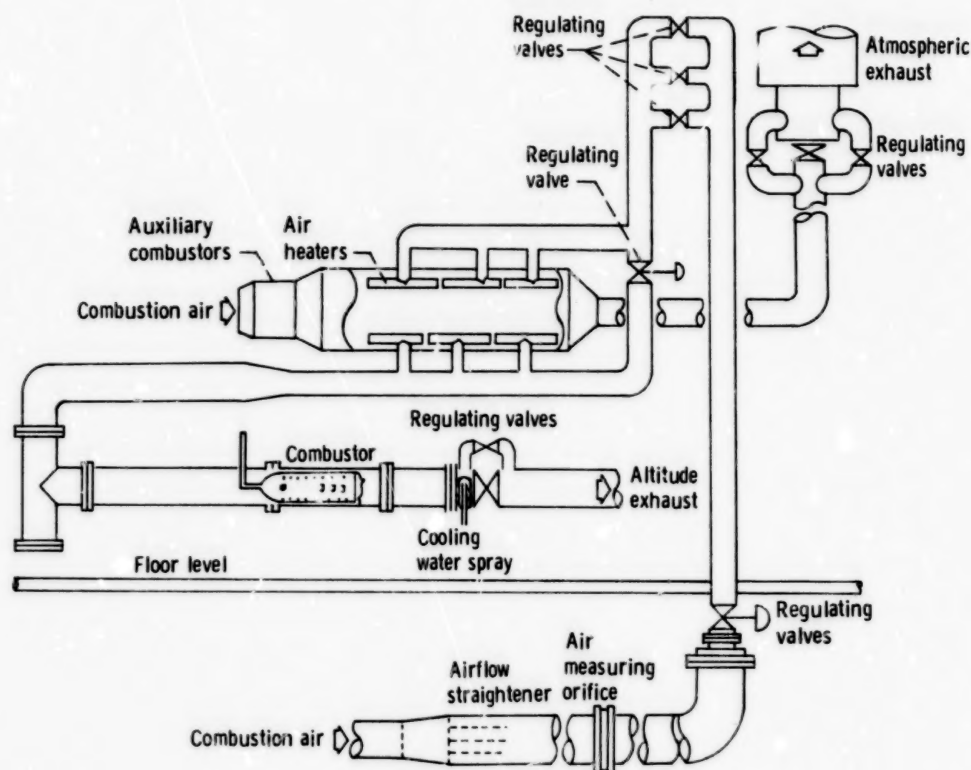 Regulating
valves
Atmospheric
exhaust
Regulating
valve
Regulating
valves
Auxiliary
combustors
Air
heaters
Combustion air
Regulating valves
Combustor
Altitude
exhaust
Cooling
water spray
Floor level
Regulating
valves
Air
measuring
orifice
Airflow
straightener
Combustion air